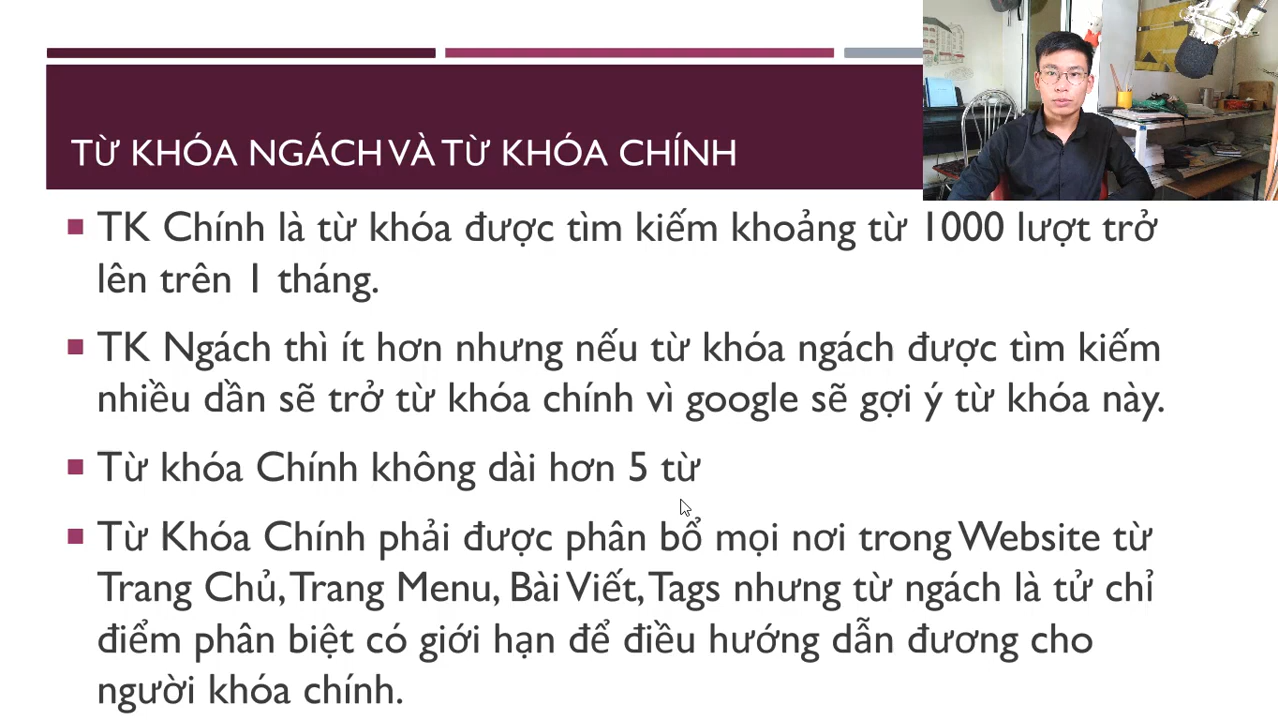 TỪ KHÓA NGÁCH VÀ TỪ KHÓA CHÍNH
TK Chính là từ khóa được tìm kiếm khoảng từ 1000 lượt trở
lên trên 1 tháng.
TK Ngách thì ít hơn nhưng nếu từ khóa ngách được tìm kiếm
nhiều dần sẽ trở từ khóa chính vì google sẽ gợi ý từ khóa này.
Từ khóa Chính không dài hơn 5 từ
Từ Khóa Chính phải được phân bổ mọi nơi trong Website từ
Trang Chủ, Trang Menu, Bài Viết, Tags nhưng từ ngách là tử chỉ
điểm phân biệt có giới hạn để điều hướng dẫn đương cho
người khóa chính.